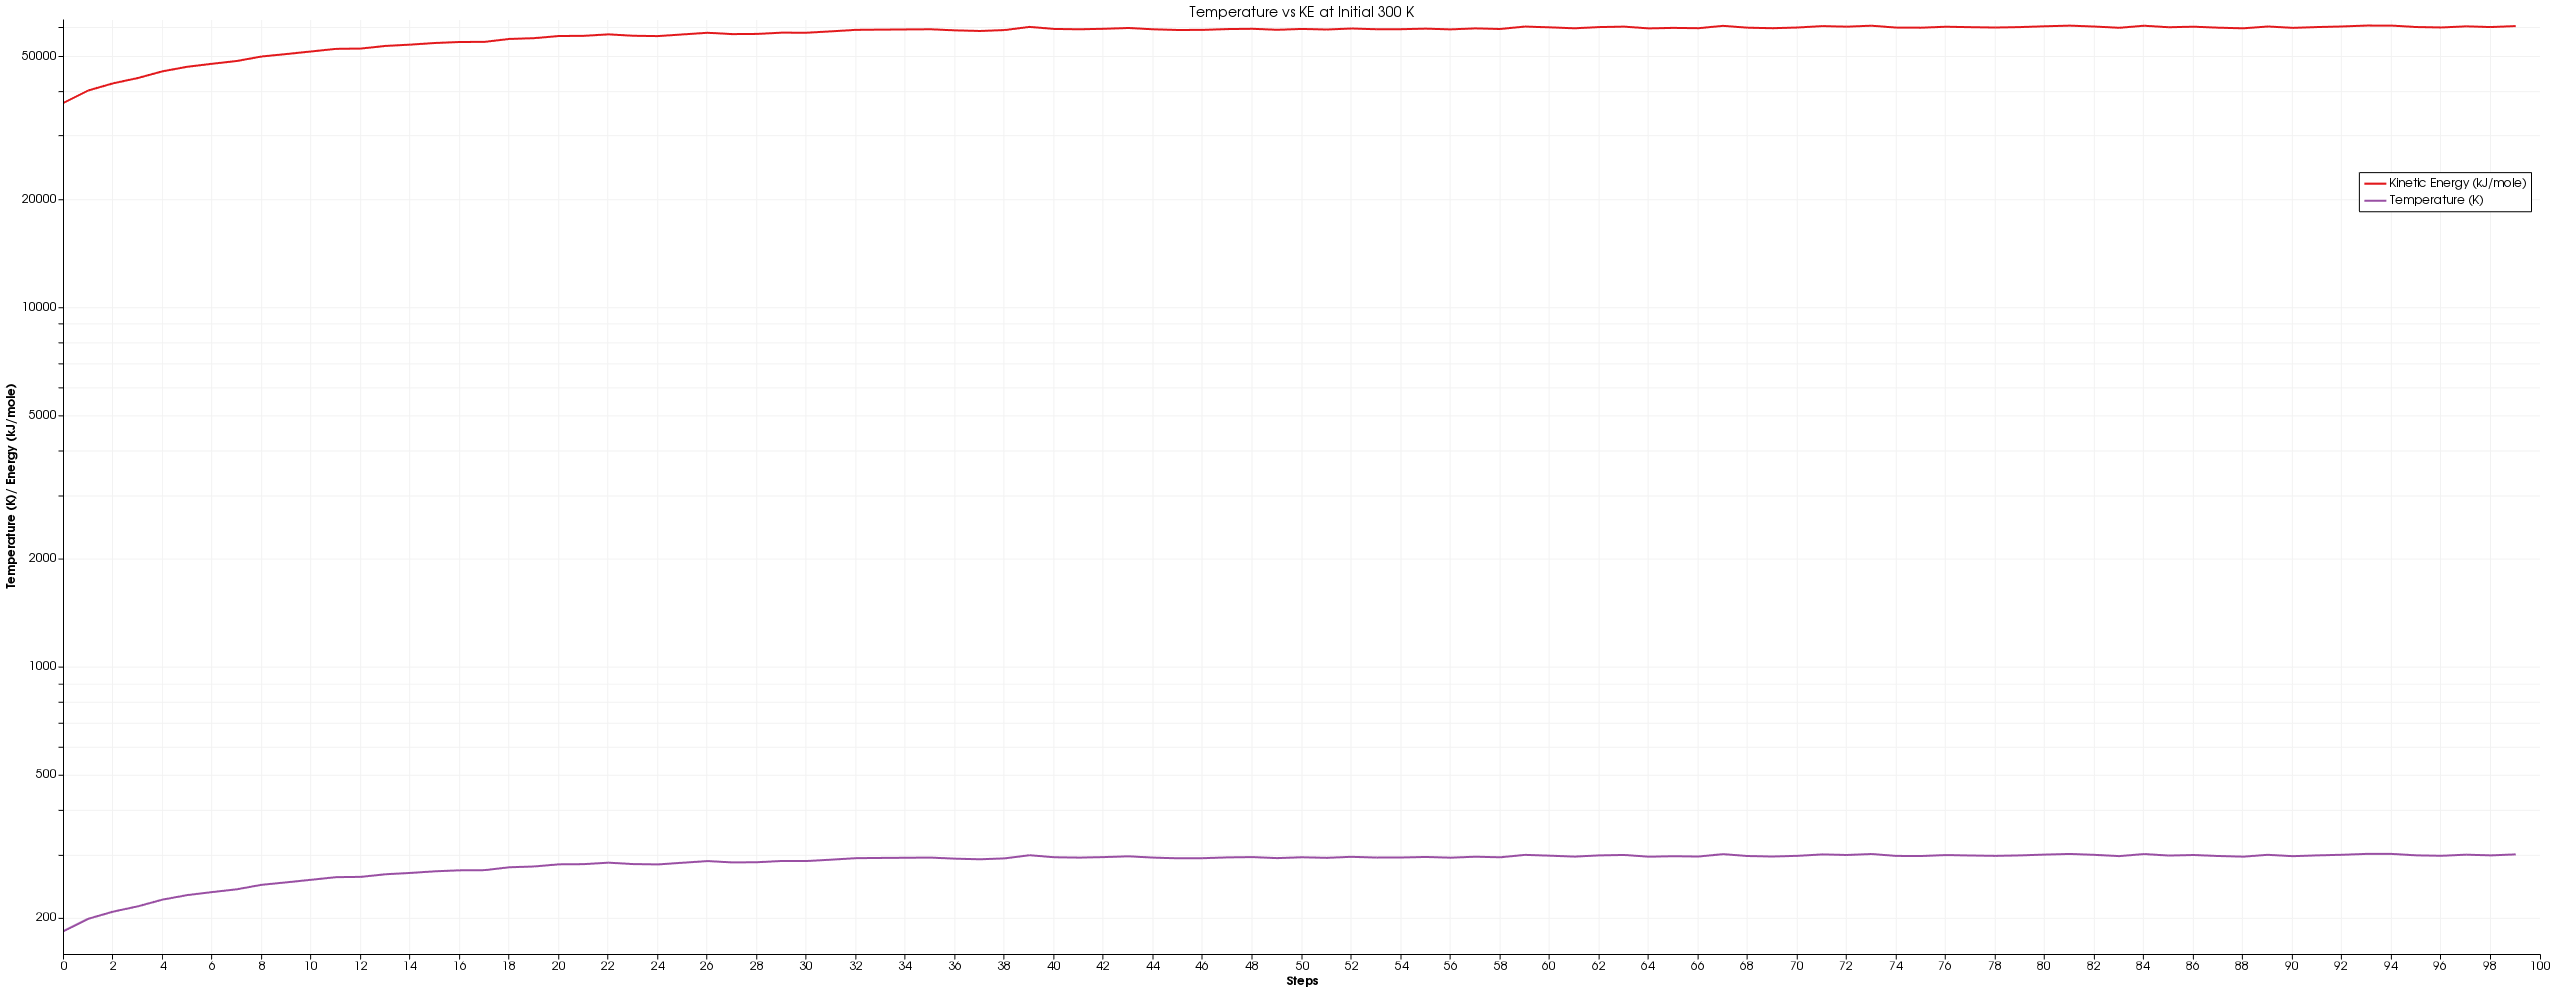 Temperature vs KE at Initial 300 K
50000
20000
10000
5000
2000
1000
500
200
Temperature (K)/ Energy (kJ/mole)
Kinetic Energy (kJ/mole)
Temperature (K)
0 2 4 6 8 10 12 14 16 18 20 22 24 26 28 30 32 34 36 38 40 42 44 46 48 50 52 54 56 58 60 62 64 66 68 70 72 74 76 78 80 82 84 86 88 90 92 94 96 98 100
Steps